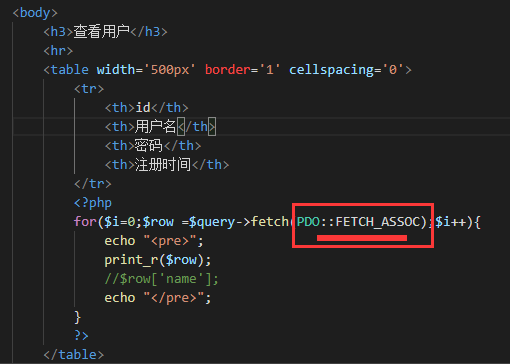 <body>
<h3>查看用户</h3>
<hr>
<table width='500px' border='1' cellspacing='0'>
<tr>
<th>id</th>
<th>用户名</th>
<th>密码</th>
<th>注册时间</th>
</tr>
<?php
for($i=0;$row =$query->fetch(PDO::FETCH_ASSOC);$i++){
echo "<pre>";
print_r($row);
//$row['name'];
echo "</pre>";
}
?>
</table>